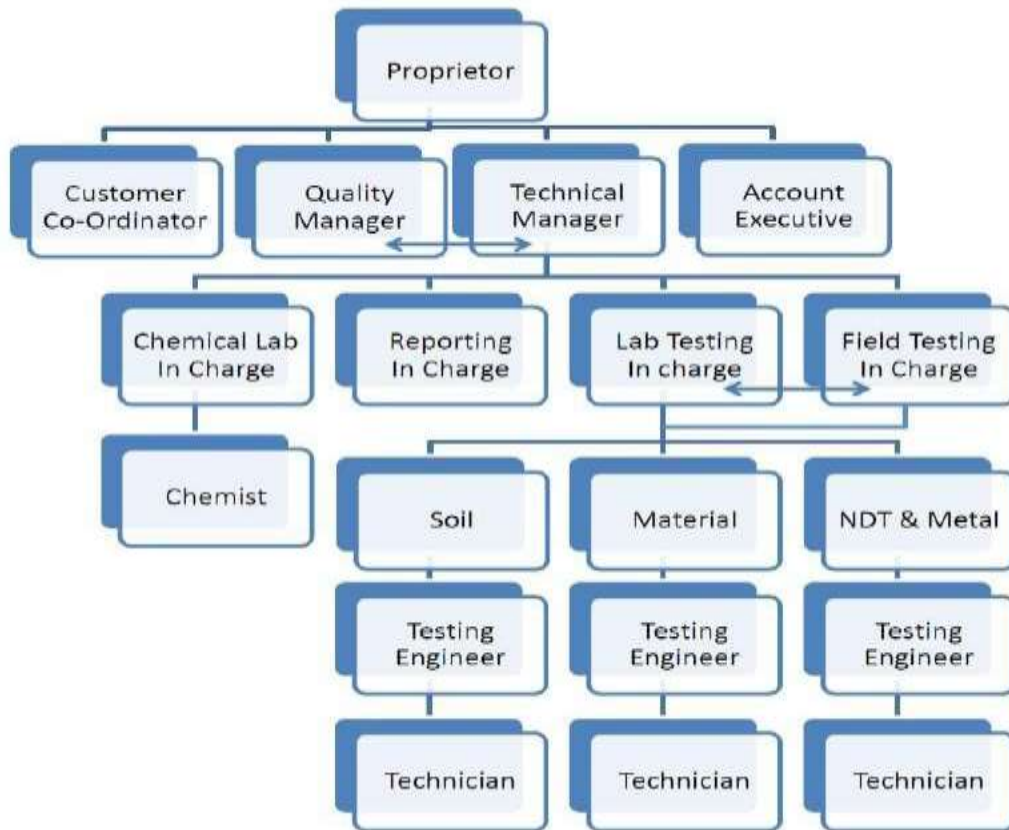 Proprietor
Customer
Co-Ordinator
Quality
Manager
Technical
Manager
Account
Executive
Chemical Lab
In Charge
Reporting
In Charge
Lab Testing
In charge
Field Testing
In Charge
Chemist
Soil
Material
NDT & Metal
Testing
Engineer
Testing
Engineer
Testing
Engineer
Technician
Technician
Technician